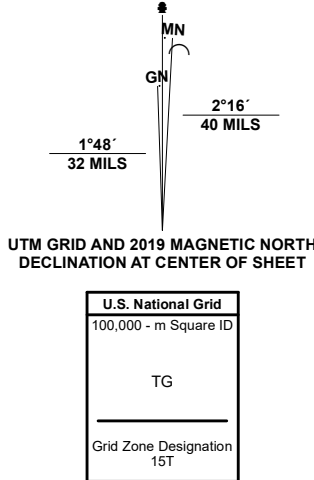 MN
GN
2°16´
40 MILS
1°48´
32 MILS
UTM GRID AND 2019 MAGNETIC NORTH
DECLINATION AT CENTER OF SHEET
U.S. National Grid
100,000 - m Square ID
TG
Grid Zone Designation
15T